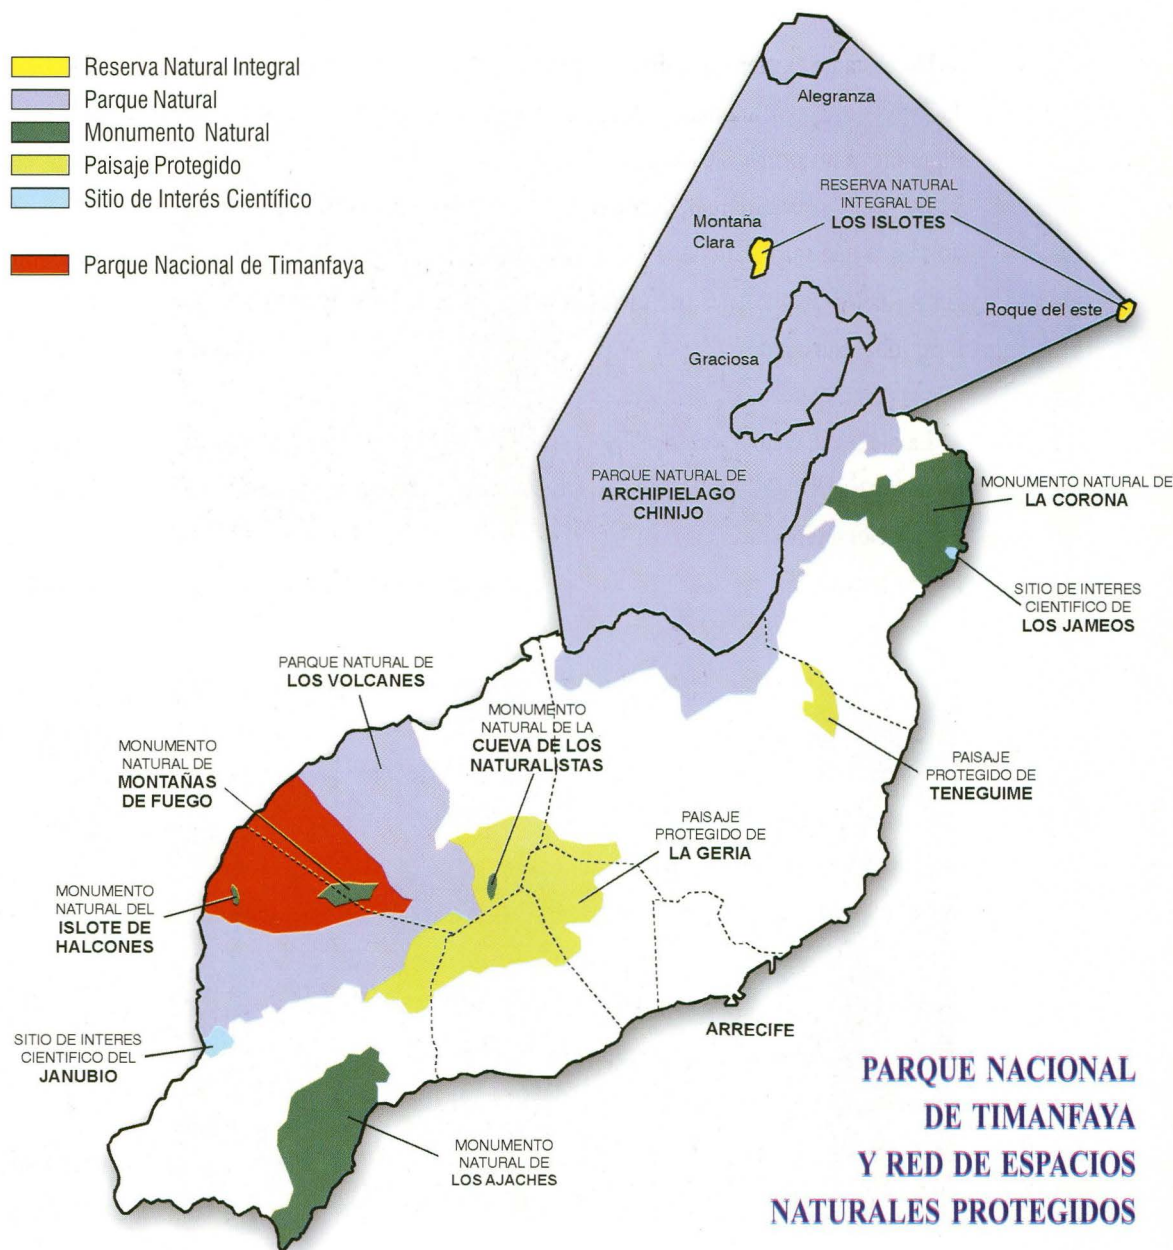 Reserva Natural Integral
Parque Natural
Monumento Natural
Paisaje Protegido
Sitio de Interés Científico
Parque Nacional de Timanfaya
Alegranza
RESERVA NATURAL
INTEGRAL DE
LOS ISLOTES
Montaña
Clara
Roque del este
Graciosa
PARQUE NATURAL DE
ARCHIPIELAGO
CHINIJO
MONUMENTO NATURAL DE
LA CORONA
SITIO DE INTERES
CIENTIFICO DE
LOS JAMEOS
PARQUE NATURAL DE
LOS VOLCANES
MONUMENTO
NATURAL DE LA
CUEVA DE LOS
NATURALISTAS
MONUMENTO
NATURAL DE
MONTAÑAS
DE FUEGO
PAISAJE
PROTEGIDO DE
TENEGUIME
PAISAJE
PROTEGIDO DE
LA GERIA
MONUMENTO
NATURAL DEL
ISLOTE DE
HALCONES
ARRECIFE
SITIO DE INTERES
CIENTIFICO DEL
JANUBIO
MONUMENTO
NATURAL DE
LOS AJACHES
PARQUE NACIONAL
DE TIMANFAYA
Y RED DE ESPACIOS
NATURALES PROTEGIDOS